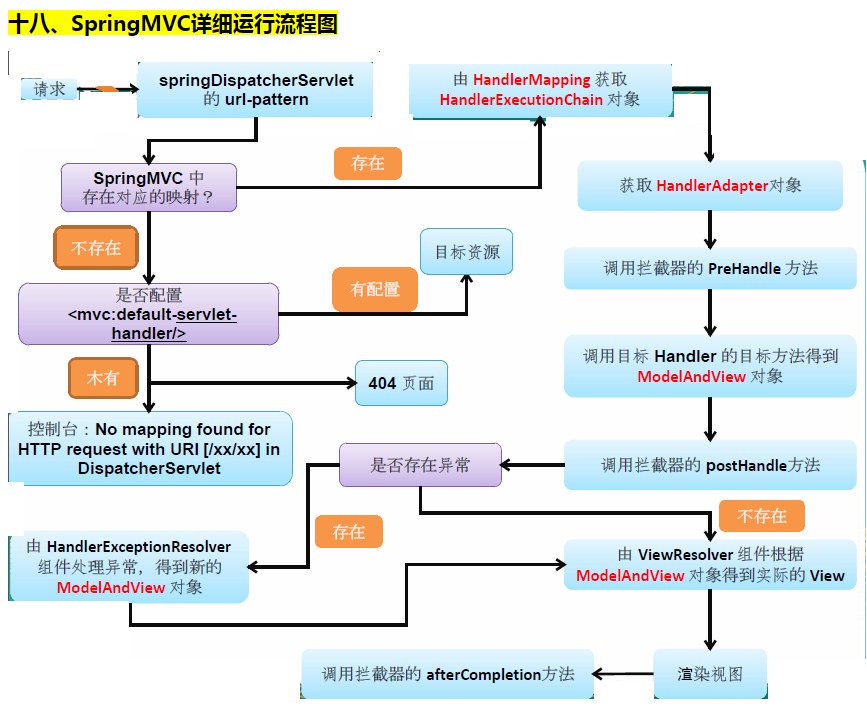 十八、SpringMVC详细运行流程图
请求
springDispatcherServlet
的 url-pattern
由 HandlerMapping 获取
HandlerExecutionChain 对象
SpringMVC 中
存在对应的映射？
存在
获取 HandlerAdapter对象
不存在
目标资源
调用拦截器的 PreHandle 方法
是否配置
<mvc:default-servlet-
handler/>
有配置
调用目标 Handler 的目标方法得到
ModelAndView 对象
木有
404 页面
控制台：No mapping found for
HTTP request with URI [/xx/xx] in
DispatcherServlet
是否存在异常
调用拦截器的 postHandle方法
存在
不存在
由 HandlerExceptionResolver
组件处理异常，得到新的
ModelAndView 对象
由 ViewResolver 组件根据
ModelAndView 对象得到实际的 View
调用拦截器的 afterCompletion方法
渲染视图